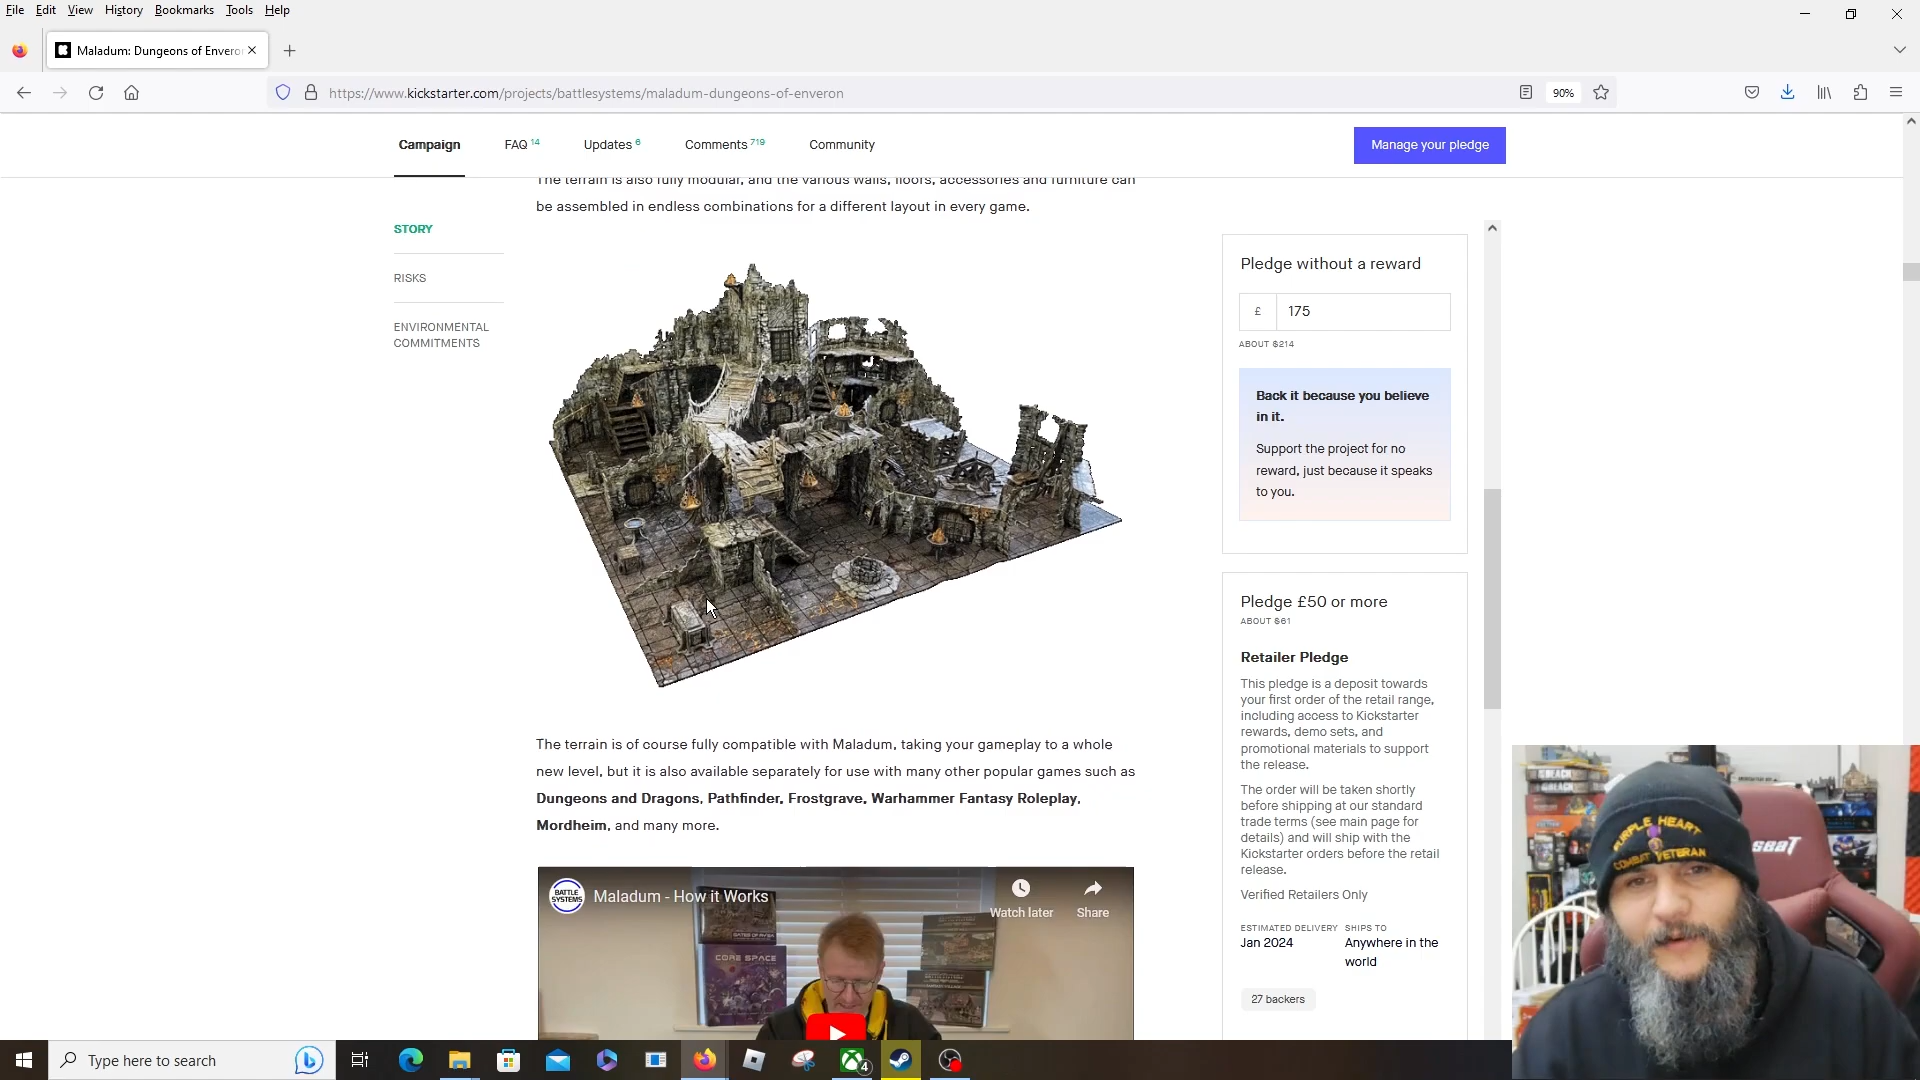 File Edit View History Bookmarks Tools Help
Maladum: Dungeons of Envero
https://www.kickstarter.com/projects/battlesystems/maladum-dungeons-of-enveron
90%
Campaign
FAQ 14
Updates 6
Comments 719
Community
Manage your pledge
The terrain is also fully modular, and the various walls, floors, accessories and furniture can
be assembled in endless combinations for a different layout in every game.
STORY
RISKS
ENVIRONMENTAL
COMMITMENTS
The terrain is of course fully compatible with Maladum, taking your gameplay to a whole
new level, but it is also available separately for use with many other popular games such as
Dungeons and Dragons, Pathfinder, Frostgrave, Warhammer Fantasy Roleplay,
Mordheim, and many more.
BATTLE
SYSTEMS
Maladum - How it Works
Watch later
Share
CORE SPACE
Pledge without a reward
£ 175
ABOUT $214
Back it because you believe
in it.
Support the project for no
reward, just because it speaks
to you.
Pledge £50 or more
ABOUT $61
Retailer Pledge
This pledge is a deposit towards
your first order of the retail range,
including access to Kickstarter
rewards, demo sets, and
promotional materials to support
the release.
The order will be taken shortly
before shipping at our standard
trade terms (see main page for
details) and will ship with the
Kickstarter orders before the retail
release.
Verified Retailers Only
ESTIMATED DELIVERY
Jan 2024
SHIPS TO
Anywhere in the
world
27 backers
PURPLE HEART
COMBAT VETERAN
Type here to search
4